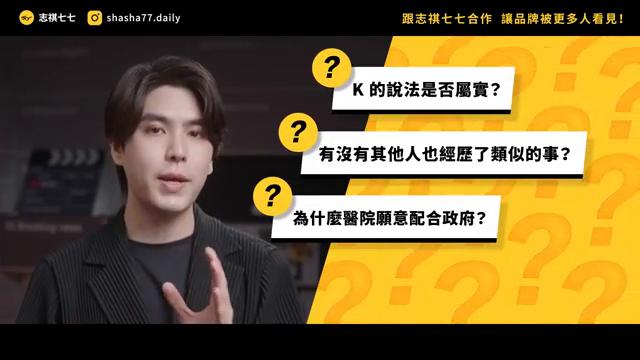 志祺七七
shasha77.daily
跟志祺七七合作 讓品牌被更多人看見!
?
K 的說法是否屬實?
?
有沒有其他人也經歷了類似的事?
?
為什麼醫院願意配合政府?